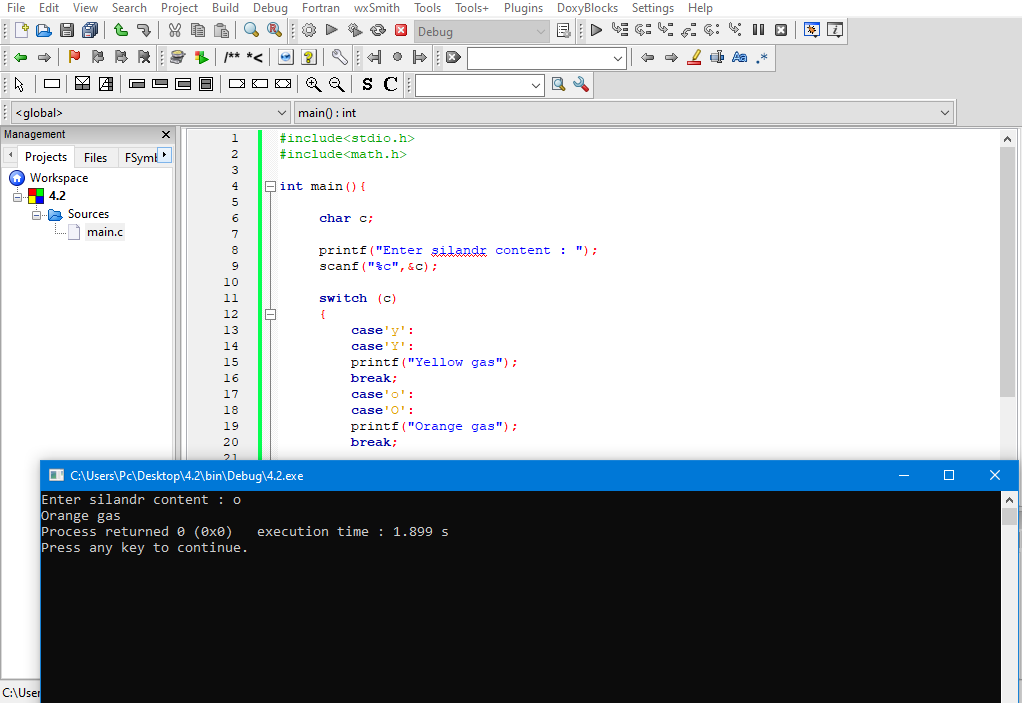 File Edit View Search Project Build Debug Fortran wxSmith Tools Tools+ Plugins DoxyBlocks Settings Help
Debug
/** *<
S C
Aa .*
<global> main() : int
Management
Projects Files FSymb
Workspace
4.2
Sources
main.c
1 #include<stdio.h>
2 #include<math.h>
3
4 int main(){
5
6 char c;
7
8 printf("Enter silandr content : ");
9 scanf("%c",&c);
10
11 switch (c)
12 {
13 case'y':
14 case'Y':
15 printf("Yellow gas");
16 break;
17 case'o':
18 case'O':
19 printf("Orange gas");
20 break;
21
C:\Users\Pc\Desktop\4.2\bin\Debug\4.2.exe
Enter silandr content : o
Orange gas
Process returned 0 (0x0) execution time : 1.899 s
Press any key to continue.
C:\User